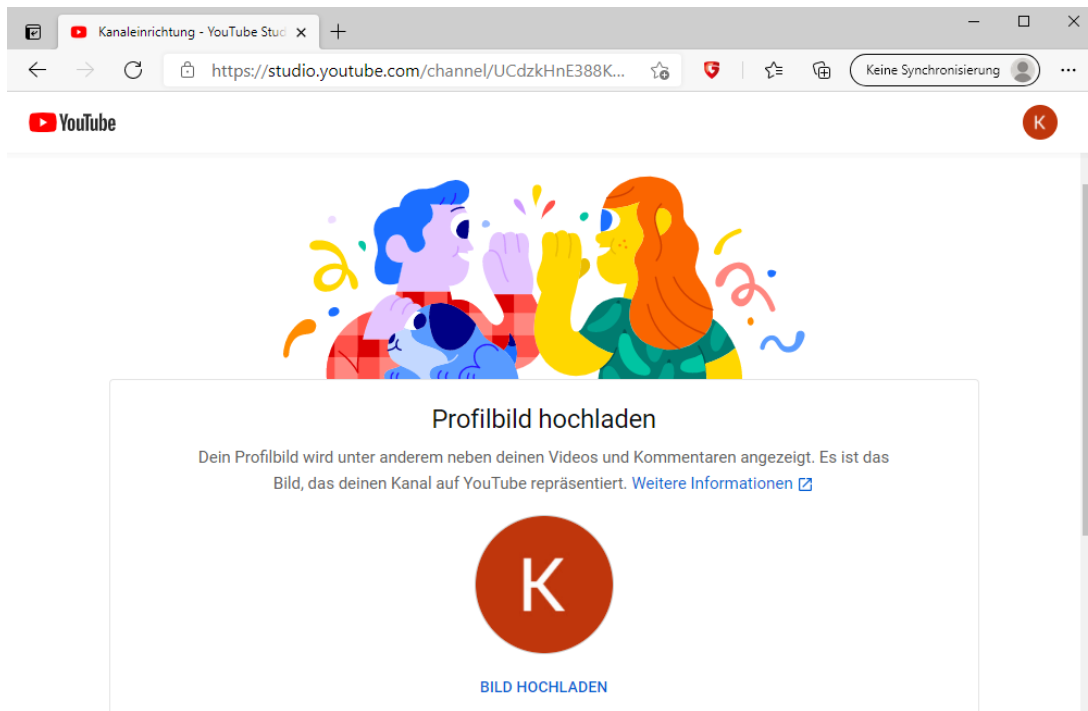 Kanaleinrichtung - YouTube Stud
https://studio.youtube.com/channel/UCdzkHnE388K...
Keine Synchronisierung
YouTube
K
Profilbild hochladen
Dein Profilbild wird unter anderem neben deinen Videos und Kommentaren angezeigt. Es ist das
Bild, das deinen Kanal auf YouTube repräsentiert. Weitere Informationen
K
BILD HOCHLADEN